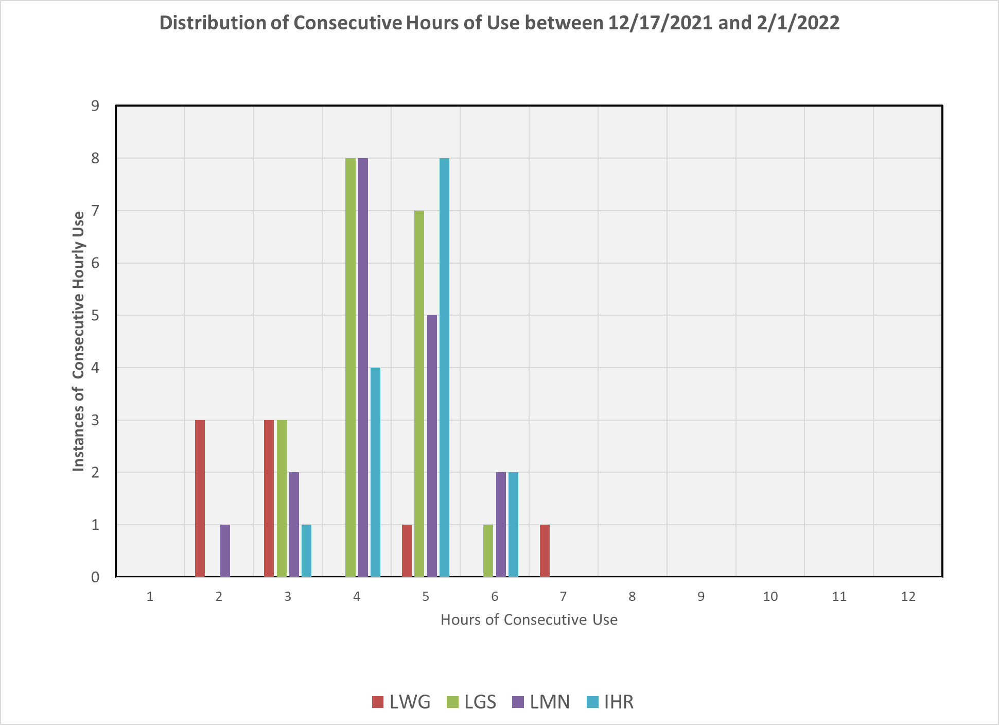 Distribution of Consecutive Hours of Use between 12/17/2021 and 2/1/2022
Instances of Consecutive Hourly Use
9
8
7
6
5
4
3
2
1
0
1 2 3 4 5 6 7 8 9 10 11 12
Hours of Consecutive Use
LWG LGS LMN IHR